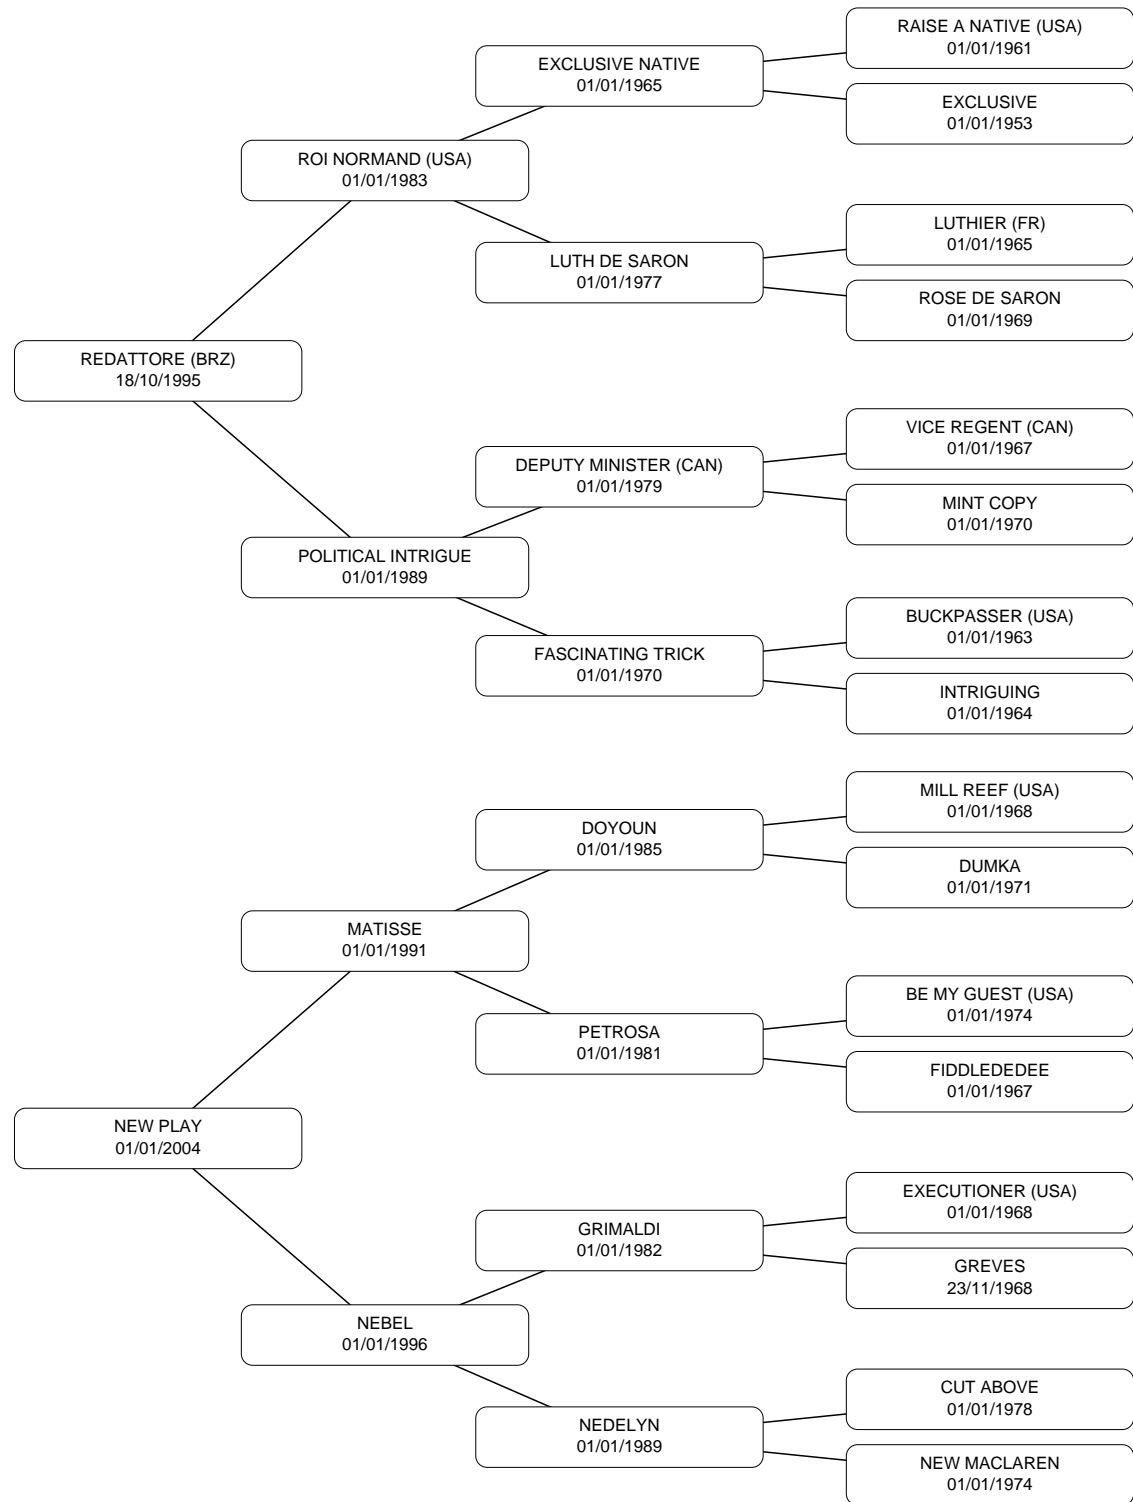 RAISE A NATIVE (USA)
01/01/1961
EXCLUSIVE NATIVE
01/01/1965
EXCLUSIVE
01/01/1953
ROI NORMAND (USA)
01/01/1983
LUTHIER (FR)
01/01/1965
LUTH DE SARON
01/01/1977
ROSE DE SARON
01/01/1969
REDATTORE (BRZ)
18/10/1995
VICE REGENT (CAN)
01/01/1967
DEPUTY MINISTER (CAN)
01/01/1979
MINT COPY
01/01/1970
POLITICAL INTRIGUE
01/01/1989
BUCKPASSER (USA)
01/01/1963
FASCINATING TRICK
01/01/1970
INTRIGUING
01/01/1964
MILL REEF (USA)
01/01/1968
DOYOUN
01/01/1985
DUMKA
01/01/1971
MATISSE
01/01/1991
BE MY GUEST (USA)
01/01/1974
PETROSA
01/01/1981
FIDDLEDEDEE
01/01/1967
NEW PLAY
01/01/2004
EXECUTIONER (USA)
01/01/1968
GRIMALDI
01/01/1982
GREVES
23/11/1968
NEBEL
01/01/1996
CUT ABOVE
01/01/1978
NEDELYN
01/01/1989
NEW MACLAREN
01/01/1974